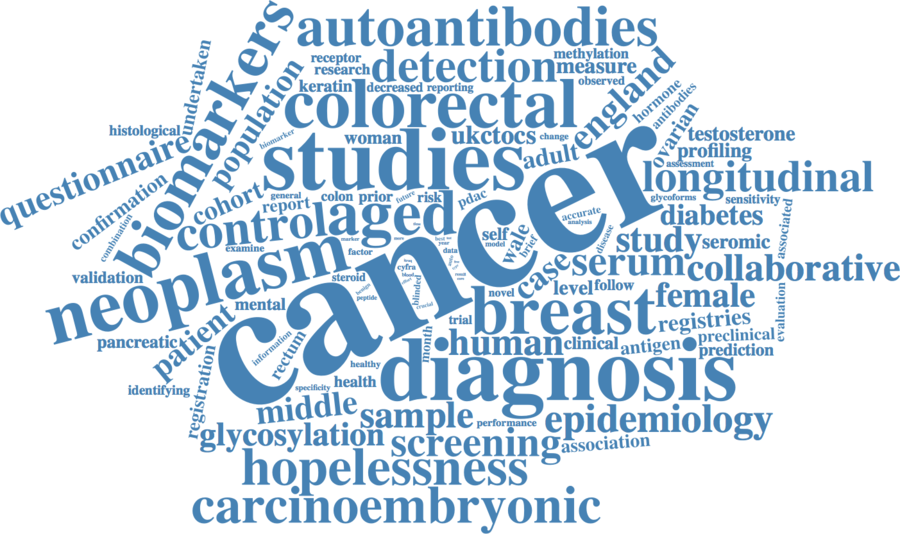 autoantibodies
receptor
methylation
research
detection
measure
observed
keratin
decreased
reporting
biomarkers
undertaken
population
colorectal
england
hormone
antibodies
histological
biomarker
woman
ukctocs
change
ovarian
testosterone
questionnaire
studies
adult
profiling
assessment
confirmation
cohort
general
report
colon
prior
future
risk
pdac
cancer
longitudinal
glycoforms
sensitivity
combination
control
aged
self
model
wale
brief
accurate
analysis
disease
diabetes
associated
examine
marker
factor
best
year
data
study
seromic
neoplasm
cyfra
case
serum
collaborative
validation
steroid
benign
peptide
blinded
crucial
novel
level
follow
mental
trial
breast
female
registries
evaluation
pancreatic
patient
information
rectum
month
human
clinical
antigen
preclinical
prediction
identifying
registration
healthy
specificity
health
diagnosis
middle
sample
performance
epidemiology
glycosylation
screening
association
hopelessness
carcinoembryonic